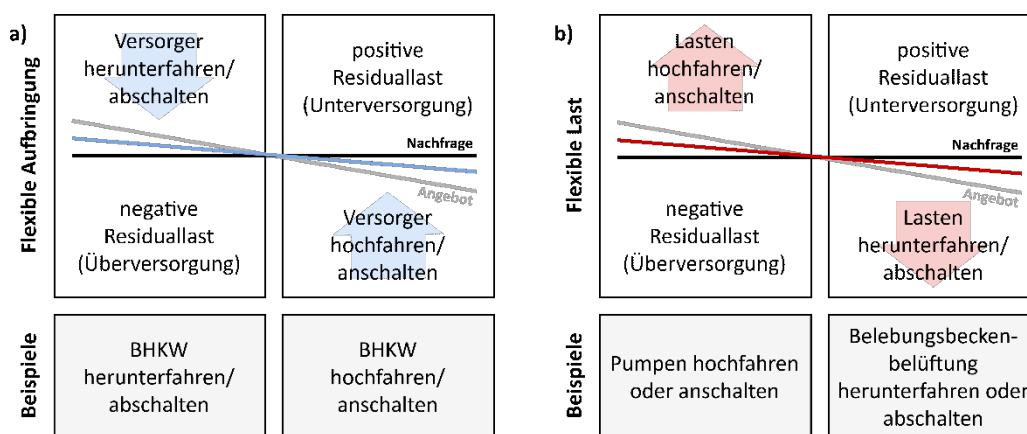 a)
Flexible Aufbringung
Versorger
herunterfahren/
abschalten
positive
Residuallast
(Unterversorgung)
Nachfrage
Angebot
negative
Residuallast
(Überversorgung)
Versorger
hochfahren/
anschalten
Beispiele
BHKW
herunterfahren/
abschalten
BHKW
hochfahren/
anschalten
b)
Flexible Last
Lasten
hochfahren/
anschalten
positive
Residuallast
(Unterversorgung)
Nachfrage
Angebot
negative
Residuallast
(Überversorgung)
Lasten
herunterfahren/
abschalten
Beispiele
Pumpen hochfahren
oder anschalten
Belebungsbecken-
belüftung
herunterfahren oder
abschalten